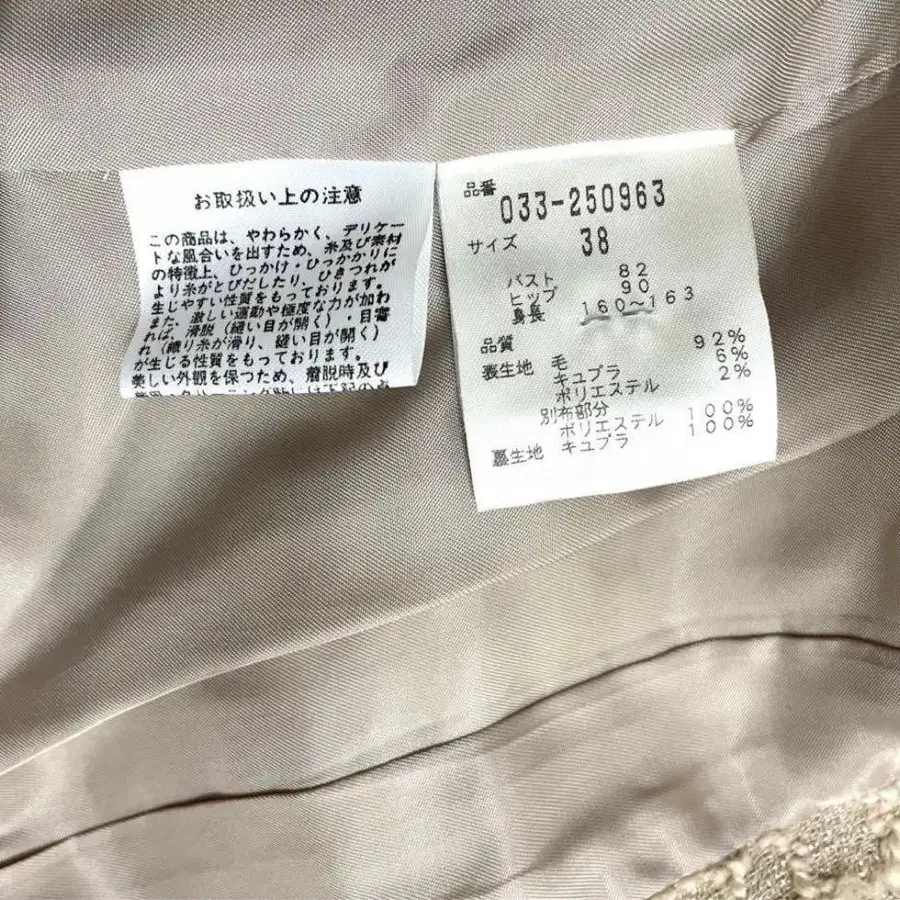 お取扱い上の注意
この商品は、やわらかく、デリケー
トな風合いを出すため、糸及び素材
の特徴上、ひっかけ・ひっかかりに
より糸がとびだしたり、ひきつれが
生じやすい性質をもっております。
また、激しい運動や極度な力が加わ
れば、滑脱（縫い目が開く）・目寄
れ（織り糸が滑り、縫い目が開く）
が生じる性質をもっております。
美しい外観を保つため、着脱時及び
品番 033-250963
サイズ 38
バスト 82
ヒップ 90
身長 160～163
品質
表生地 毛 92%
キュプラ 6%
ポリエステル 2%
別布部分
ポリエステル 100%
裏生地 キュプラ 100%